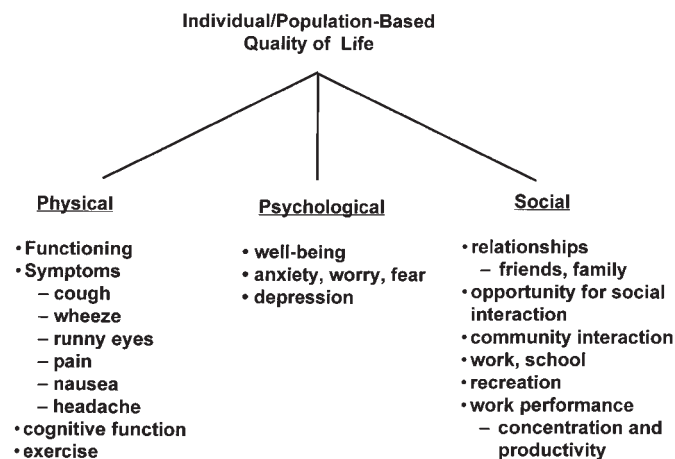 Individual/Population-Based
Quality of Life
Physical
• Functioning
• Symptoms
– cough
– wheeze
– runny eyes
– pain
– nausea
– headache
• cognitive function
• exercise
Psychological
• well-being
• anxiety, worry, fear
• depression
Social
• relationships
– friends, family
• opportunity for social
interaction
• community interaction
• work, school
• recreation
• work performance
– concentration and
productivity